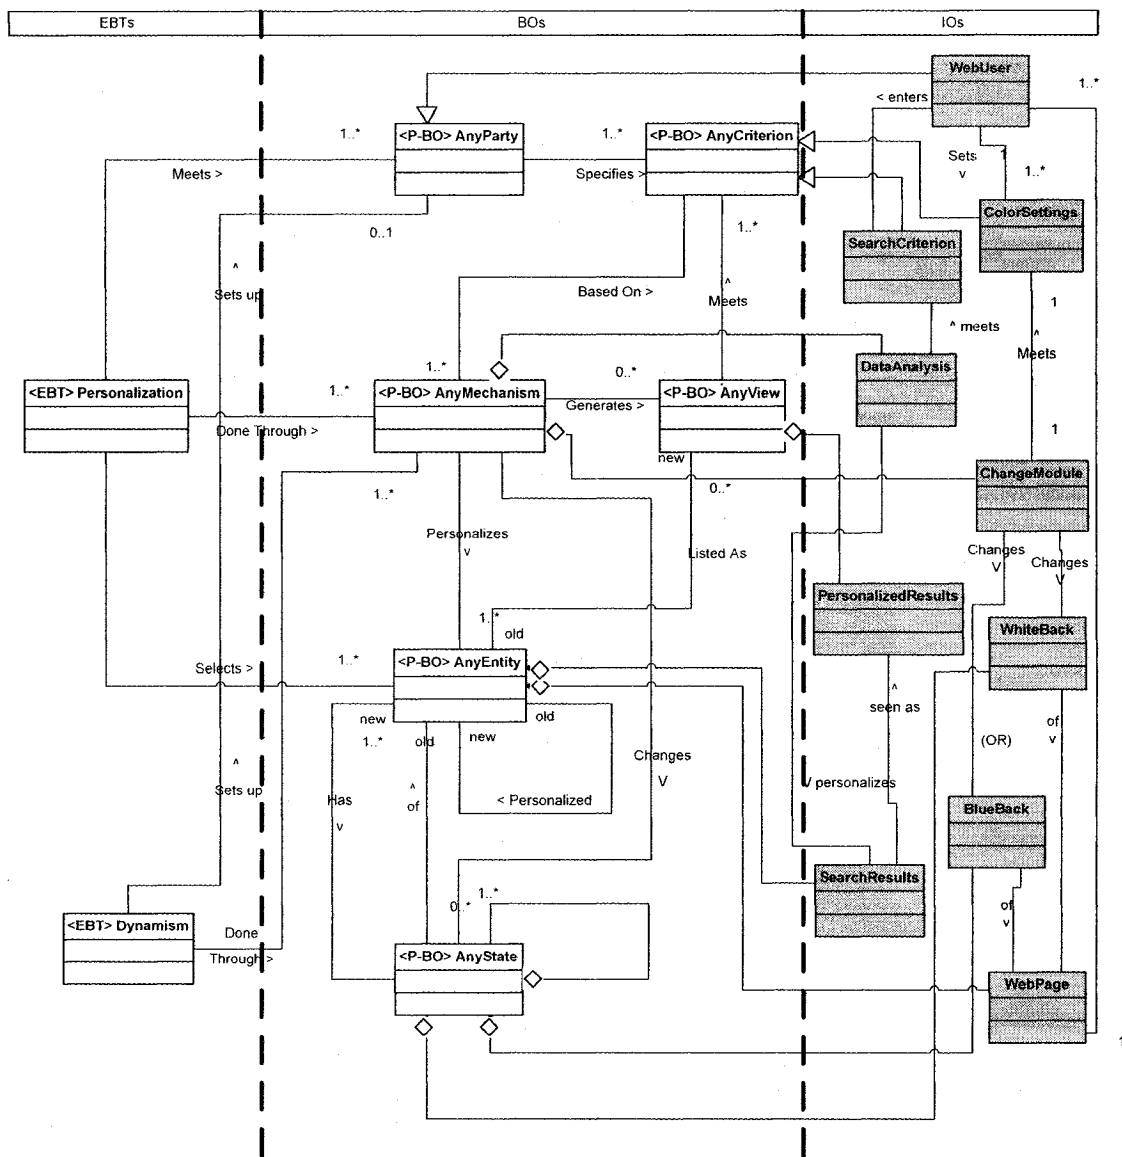 EBTs BOs IOs
WebUser
1..*
< enters
<P-BO> AnyParty
1..*
1..*
<P-BO> AnyCriterion
Meets >
Specifies >
Sets
v
1
1..*
ColorSettings
0..1
1..*
SearchCriterion
^
Sets up
Based On >
^
Meets
1
^ meets
^
Meets
DataAnalysis
1..*
0..*
<EBT> Personalization
1..*
<P-BO> AnyMechanism
<P-BO> AnyView
Generates >
Done Through >
1
new
ChangeModule
1..*
0..*
Personalizes
v
Listed As
Changes
V
Changes
V
PersonalizedResults
1..*
old
WhiteBack
Selects >
1..*
<P-BO> AnyEntity
^
seen as
new
old
1..*
old
new
of
v
(OR)
^
Sets up
Changes
V
Has
v
^
of
< Personalized
V personalizes
BlueBack
SearchResults
1..*
0..*
of
v
<EBT> Dynamism
Done
Through >
<P-BO> AnyState
WebPage
1